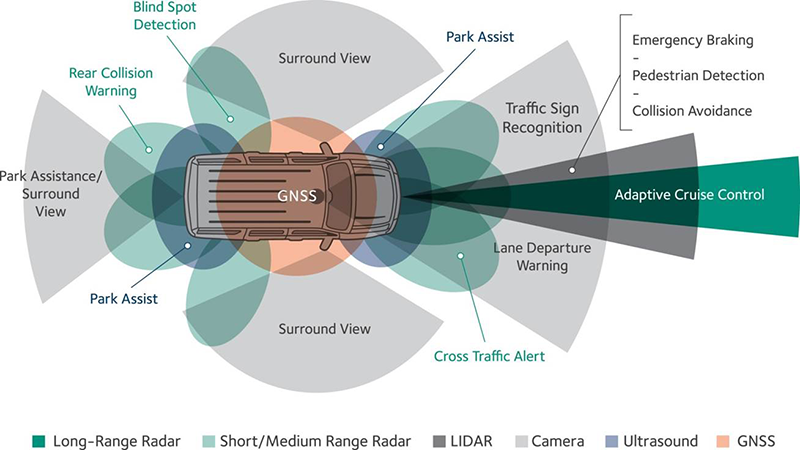 Blind Spot
Detection
Surround View
Park Assist
Emergency Braking
–
Pedestrian Detection
–
Collision Avoidance
Rear Collision
Warning
Traffic Sign
Recognition
Park Assistance/
Surround
View
GNSS
Adaptive Cruise Control
Lane Departure
Warning
Park Assist
Surround View
Cross Traffic Alert
Long-Range Radar
Short/Medium Range Radar
LIDAR
Camera
Ultrasound
GNSS